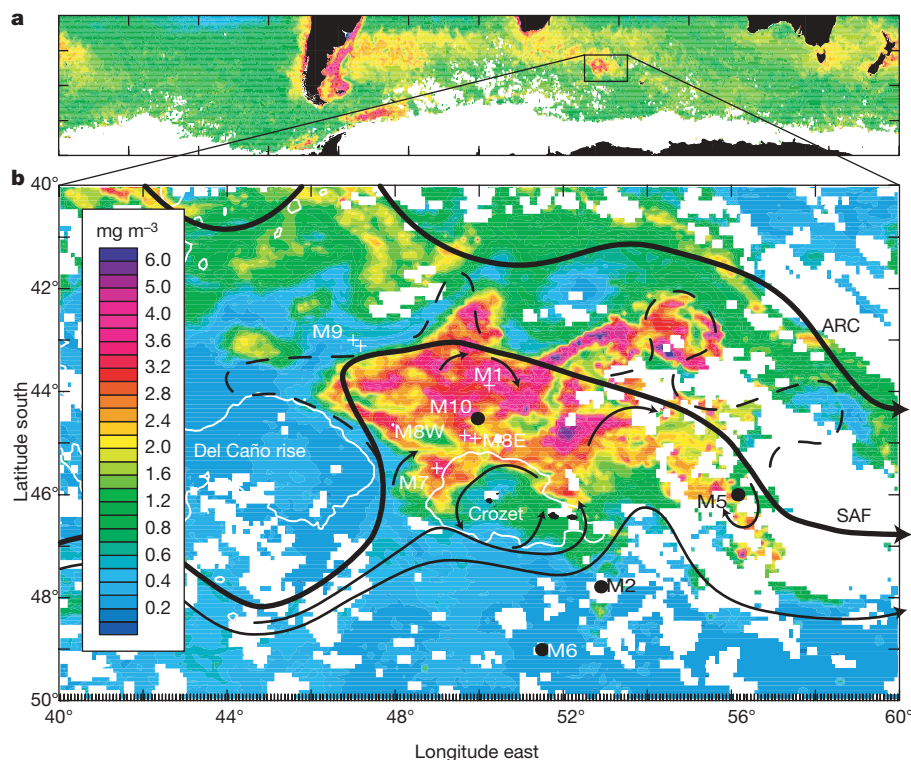 a
b
40°
mg m⁻³
6.0
5.0
4.0
3.6
3.2
2.8
2.4
2.0
1.6
1.2
0.8
0.6
0.4
0.2
42°
44°
46°
48°
50°
Latitude south
M9
M1
M10
M8W
M8E
M7
Del Caño rise
Crozet
ARC
M5
SAF
M2
M6
40°
44°
48°
52°
56°
60°
Longitude east